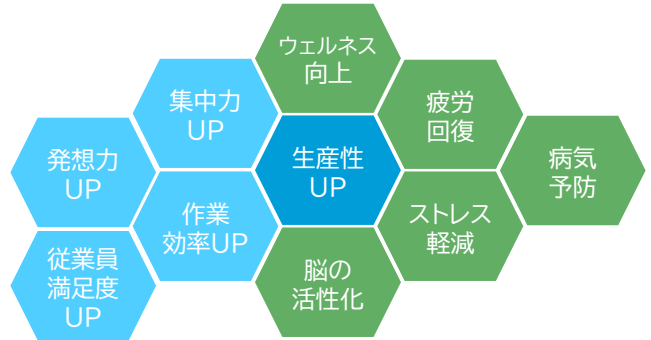 ウェルネス
向上
集中力
UP
疲労
回復
発想力
UP
生産性
UP
病気
予防
作業
効率UP
ストレス
軽減
従業員
満足度
UP
脳の
活性化